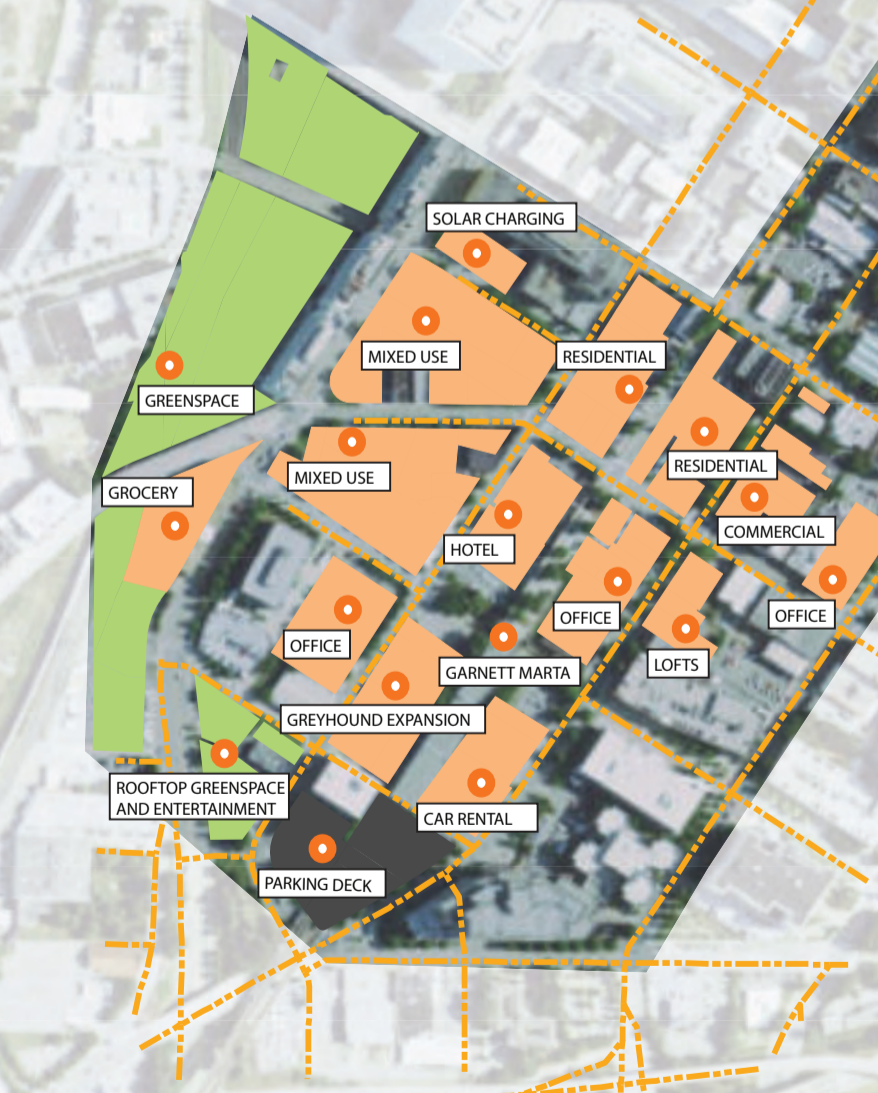 SOLAR CHARGING
MIXED USE
RESIDENTIAL
GREENSPACE
RESIDENTIAL
MIXED USE
GROCERY
COMMERCIAL
HOTEL
OFFICE
OFFICE
OFFICE
LOFTS
GARNETT MARTA
GREYHOUND EXPANSION
ROOFTOP GREENSPACE
AND ENTERTAINMENT
CAR RENTAL
PARKING DECK